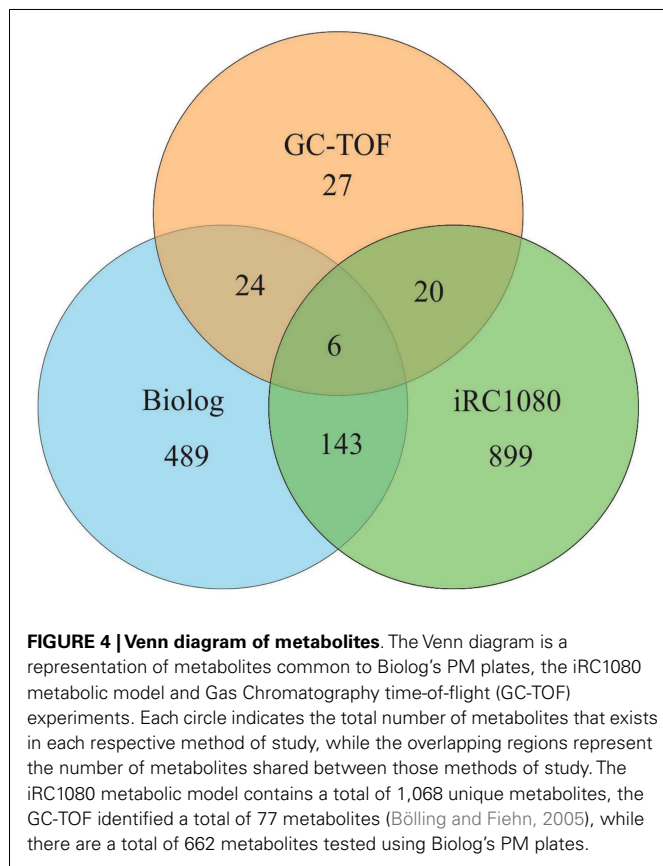 GC-TOF
27
24
20
6
Biolog
489
143
iRC1080
899
FIGURE 4 | Venn diagram of metabolites. The Venn diagram is a
representation of metabolites common to Biolog's PM plates, the iRC1080
metabolic model and Gas Chromatography time-of-flight (GC-TOF)
experiments. Each circle indicates the total number of metabolites that exists
in each respective method of study, while the overlapping regions represent
the number of metabolites shared between those methods of study. The
iRC1080 metabolic model contains a total of 1,068 unique metabolites, the
GC-TOF identified a total of 77 metabolites (Bölling and Fiehn, 2005), while
there are a total of 662 metabolites tested using Biolog's PM plates.